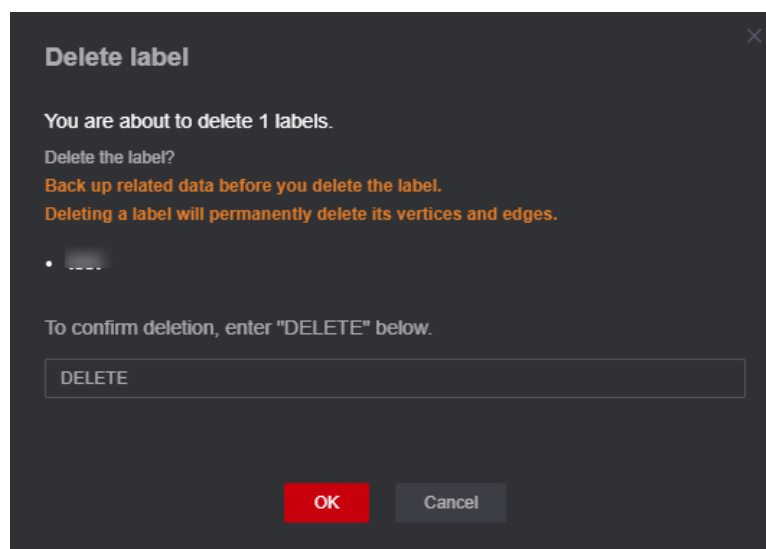 Delete label
You are about to delete 1 labels.
Delete the label?
Back up related data before you delete the label.
Deleting a label will permanently delete its vertices and edges.
To confirm deletion, enter "DELETE" below.
DELETE
OK
Cancel